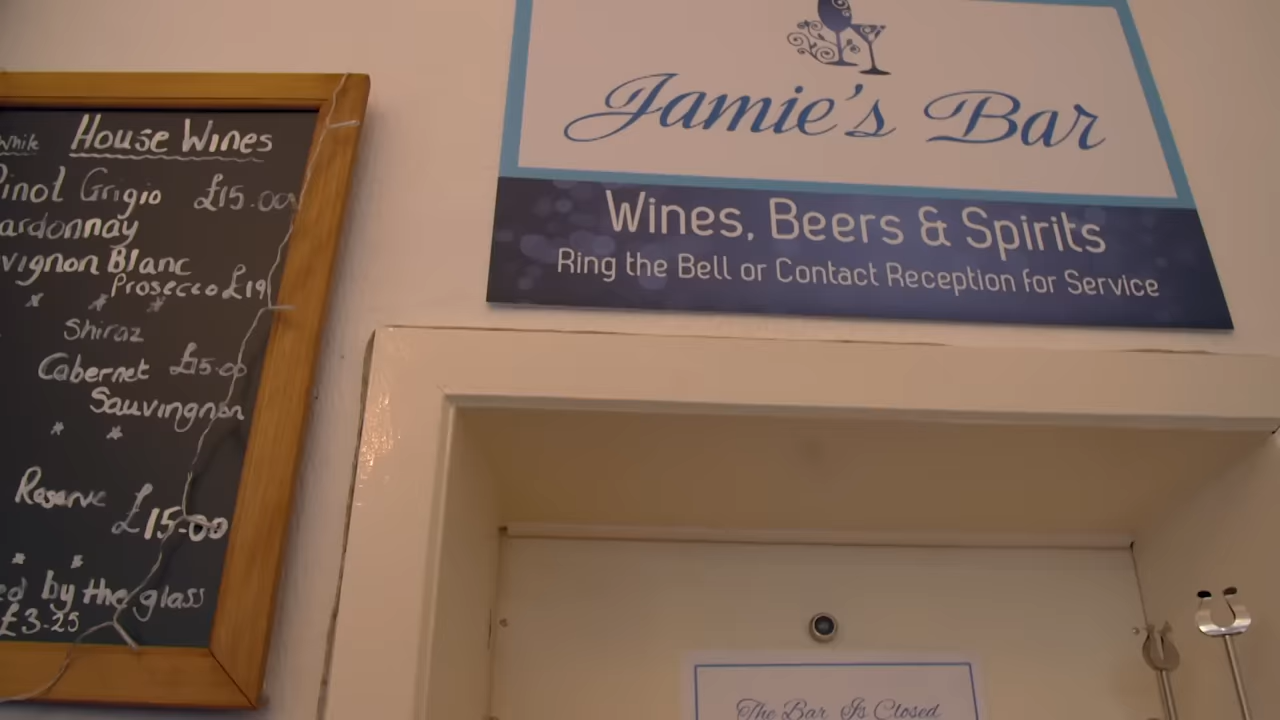 White House Wines
Pinot Grigio £15.00
ardonnay
vignon Blanc
Prosecco £19
Shiraz
Cabernet £15.00
Sauvingnon
Reserve
£15.00
ed by the glass
£3.25
Jamie's Bar
Wines, Beers & Spirits
Ring the Bell or Contact Reception for Service
The Bar Is Closed